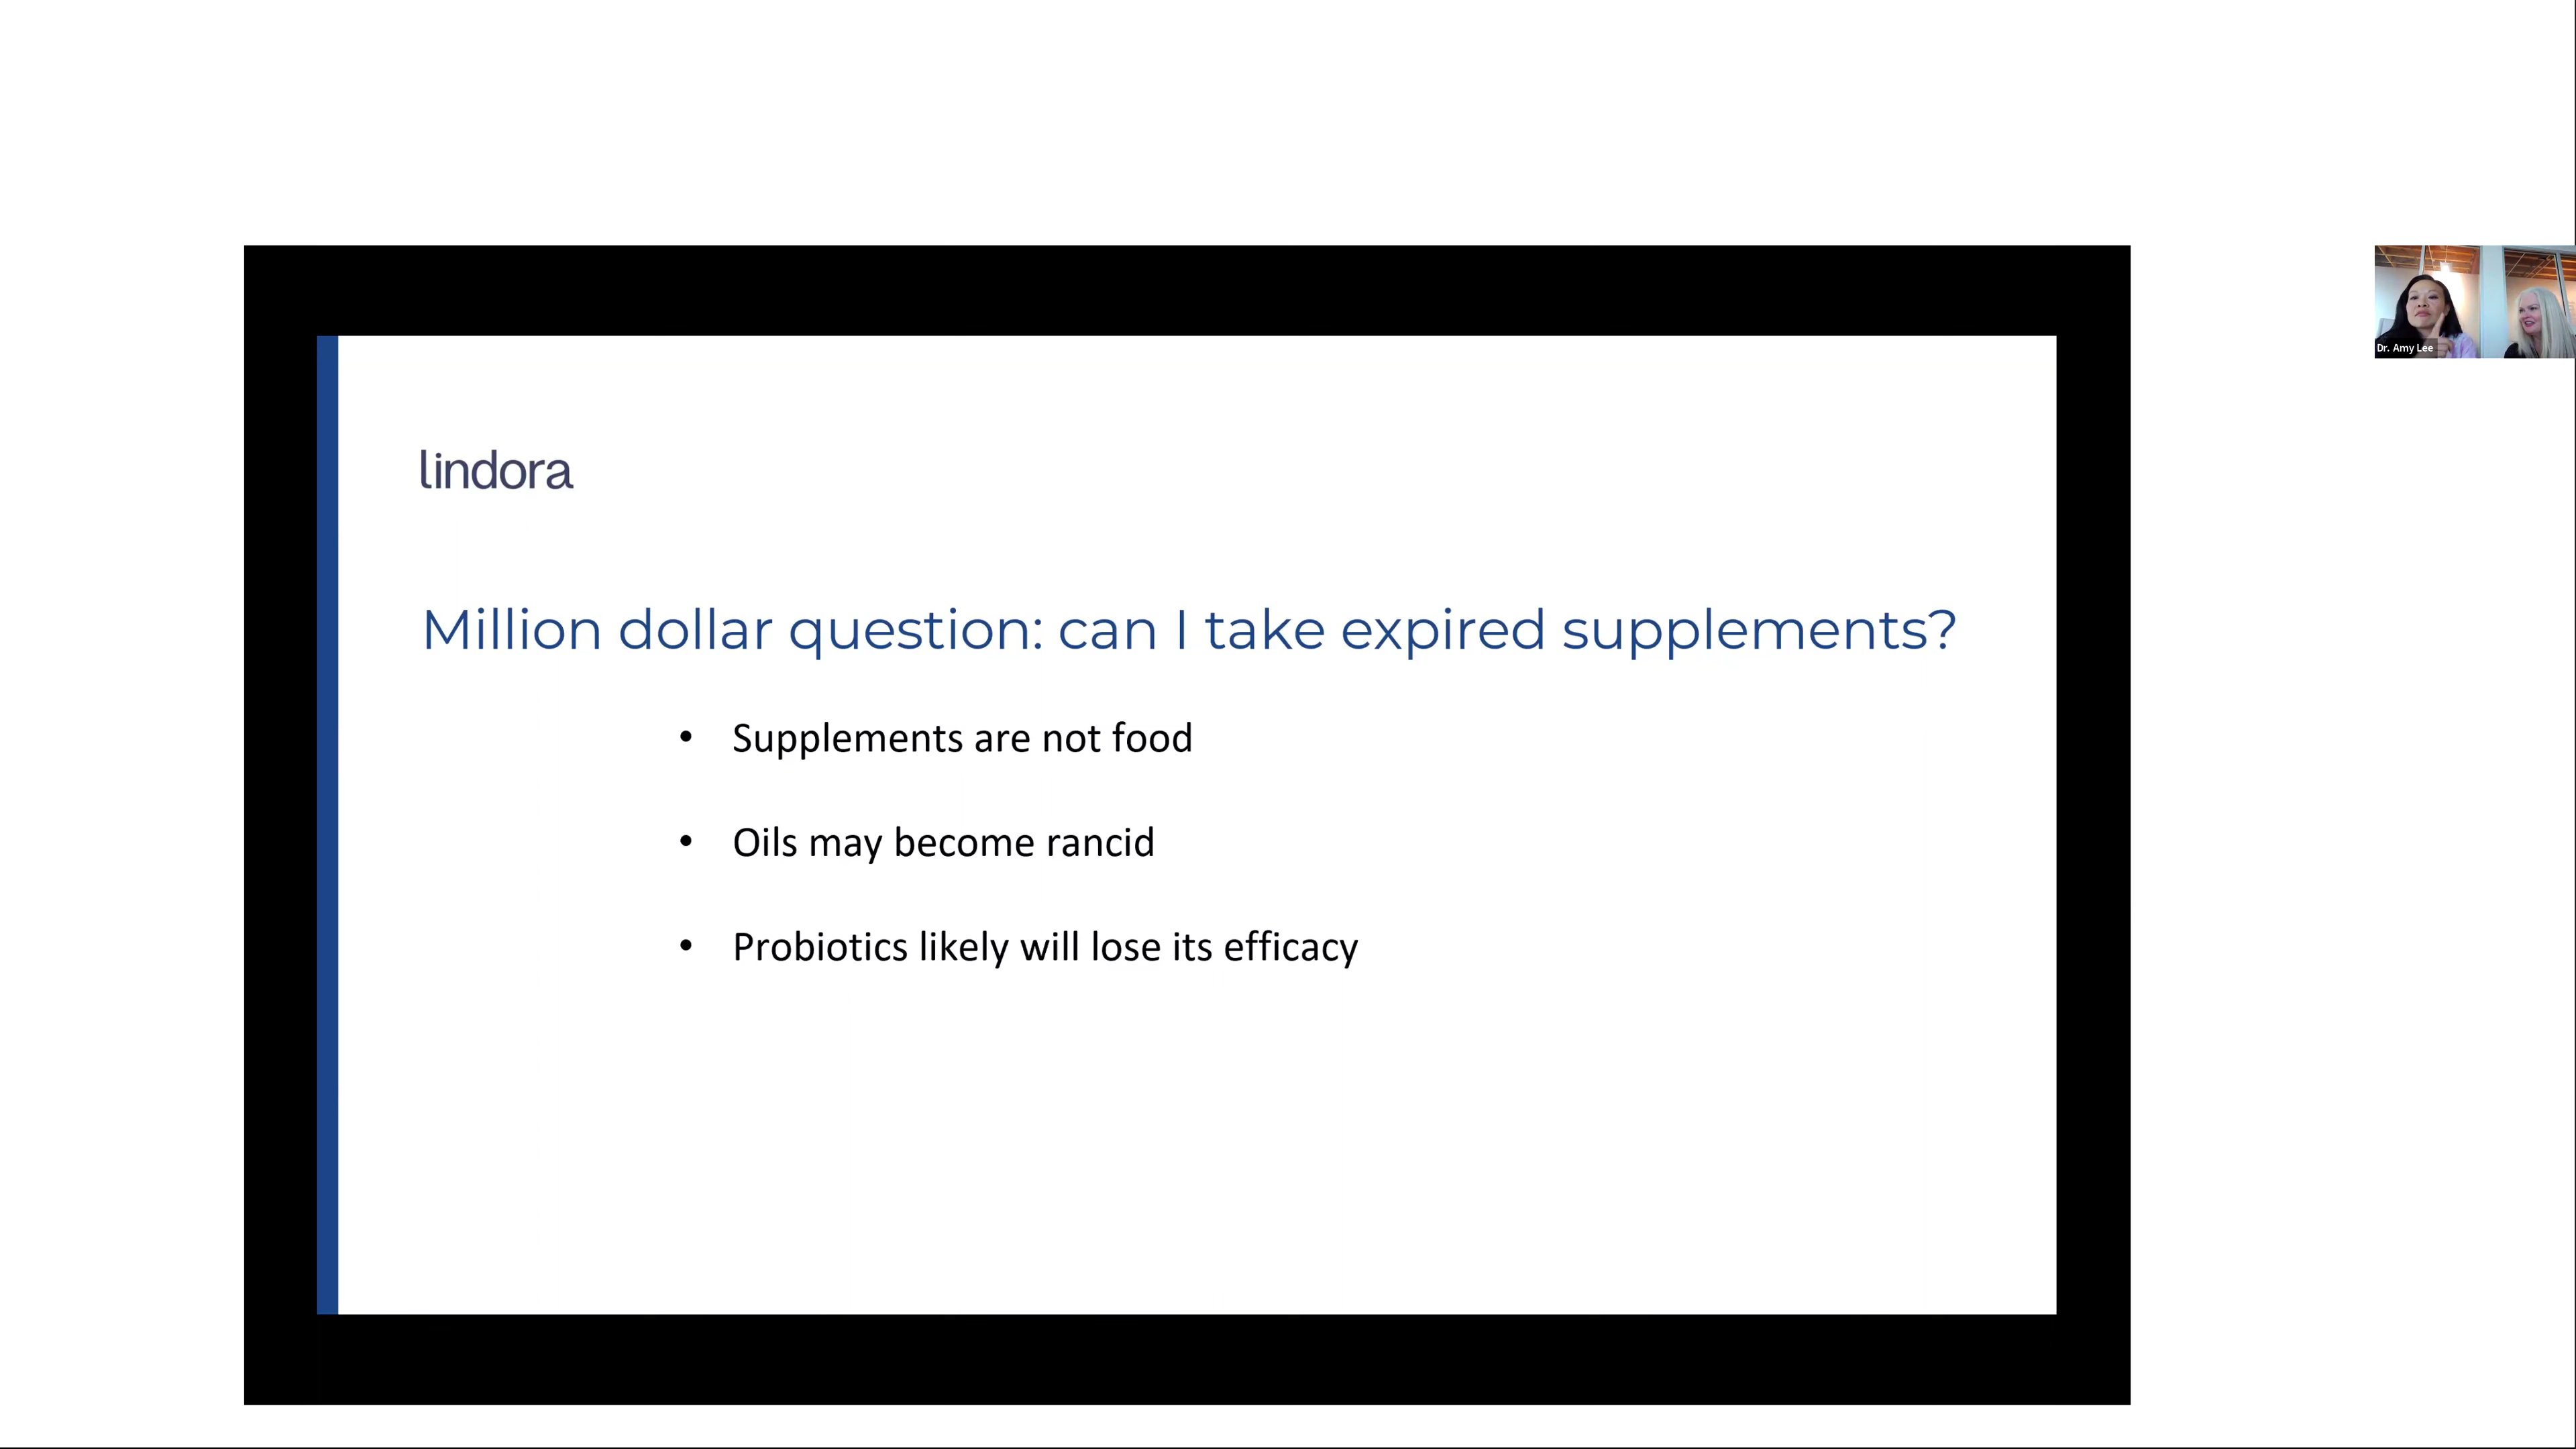 lindora
Million dollar question: can I take expired supplements?
• Supplements are not food
• Oils may become rancid
• Probiotics likely will lose its efficacy
Dr. Amy Lee